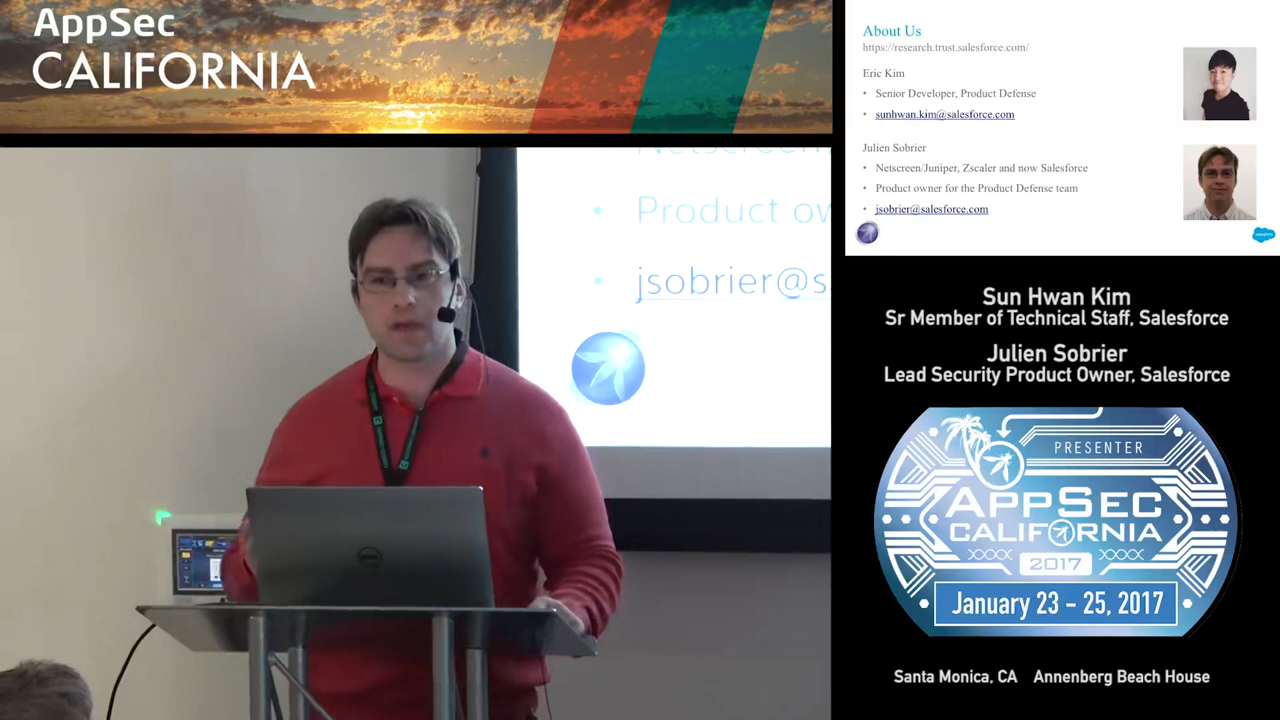 AppSec
CALIFORNIA
Product
jsobrier@s
About Us
https://research.trust.salesforce.com/
Eric Kim
• Senior Developer, Product Defense
• sunhwan.kim@salesforce.com
Julien Sobrier
• Netscreen/Juniper, Zscaler and now Salesforce
• Product owner for the Product Defense team
• jsobrier@salesforce.com
salesforce
Sun Hwan Kim
Sr Member of Technical Staff, Salesforce
Julien Sobrier
Lead Security Product Owner, Salesforce
PRESENTER
APPSEC
CALIFORNIA
2017
January 23 - 25, 2017
Santa Monica, CA Annenberg Beach House
DELL